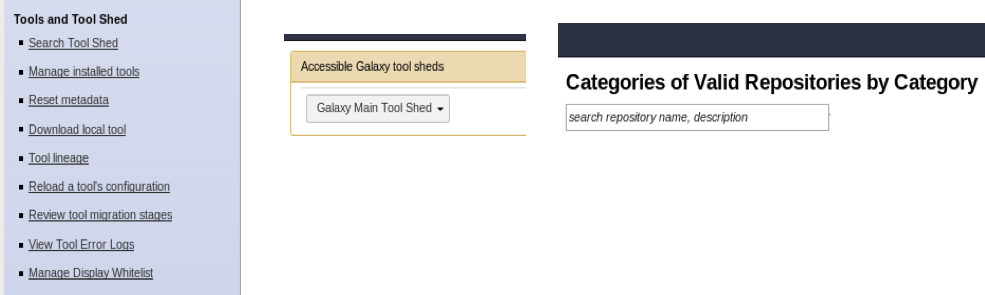 Tools and Tool Shed
Search Tool Shed
Manage installed tools
Reset metadata
Download local tool
Tool lineage
Reload a tool's configuration
Review tool migration stages
View Tool Error Logs
Manage Display Whitelist
Accessible Galaxy tool sheds
Galaxy Main Tool Shed
Categories of Valid Repositories by Category
search repository name, description